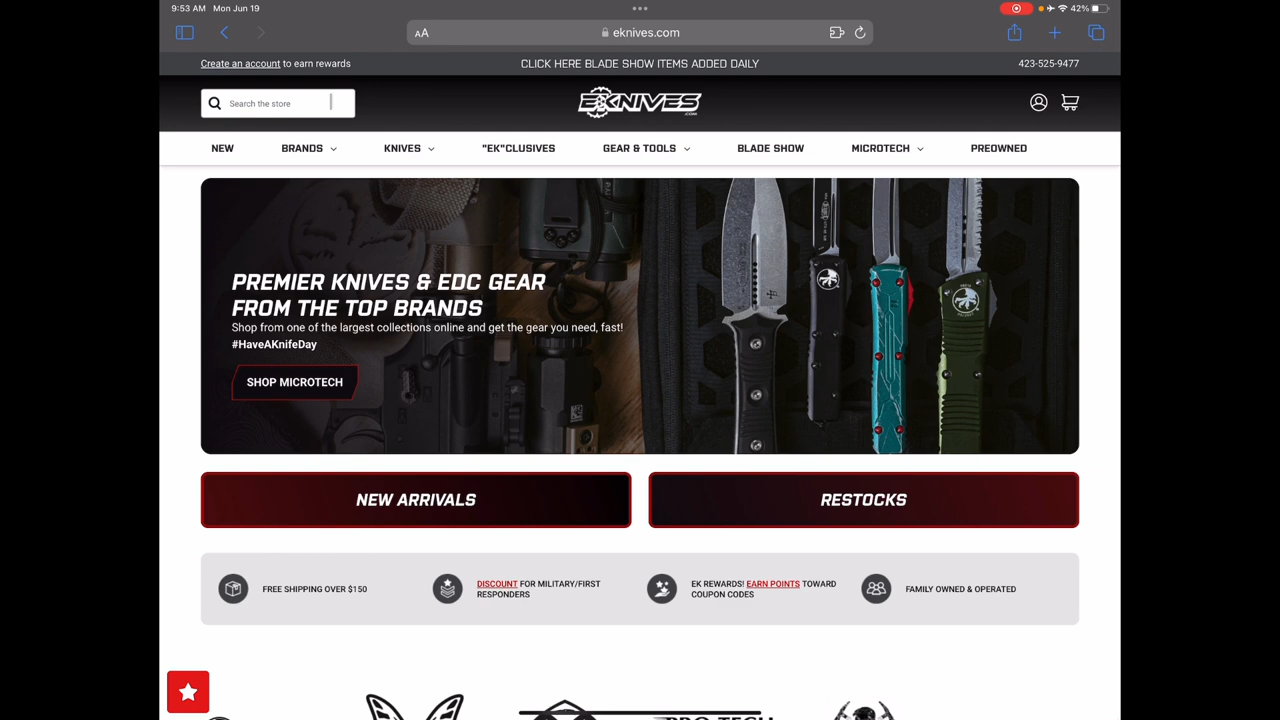 9:53 AM Mon Jun 19
42%
AA
eknives.com
Create an account to earn rewards
CLICK HERE BLADE SHOW ITEMS ADDED DAILY
423-525-9477
Search the store
EKNIVES
.COM
NEW
BRANDS
KNIVES
"EK"CLUSIVES
GEAR & TOOLS
BLADE SHOW
MICROTECH
PREOWNED
PREMIER KNIVES & EDC GEAR
FROM THE TOP BRANDS
Shop from one of the largest collections online and get the gear you need, fast!
#HaveAKnifeDay
SHOP MICROTECH
NEW ARRIVALS
RESTOCKS
FREE SHIPPING OVER $150
DISCOUNT FOR MILITARY/FIRST
RESPONDERS
EK REWARDS! EARN POINTS TOWARD
COUPON CODES
FAMILY OWNED & OPERATED
PRO-TECH